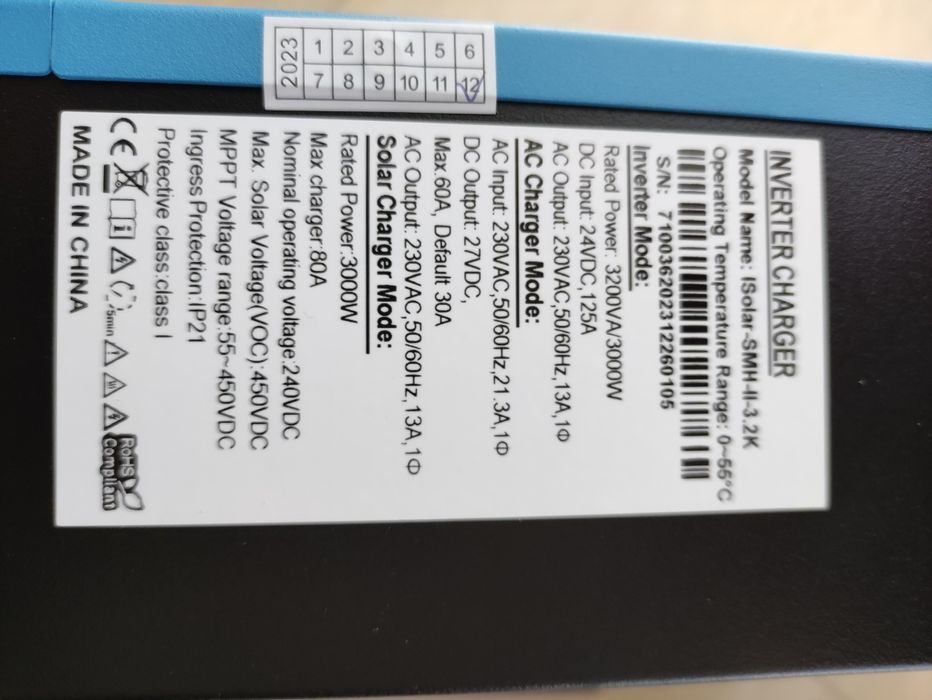 2023
1 2 3 4 5 6
7 8 9 10 11 12
INVERTER CHARGER
Model Name: ISolar-SMH-II-3.2K
Operating Temperature Range: 0~55°C
S/N: 71003620231226010​5
Inverter Mode:
Rated Power: 3200VA/3000W
DC Input: 24VDC,125A
AC Output: 230VAC,50/60Hz,13A,1Φ
AC Charger Mode:
AC Input: 230VAC,50/60Hz,21.3A,1Φ
DC Output: 27VDC,
Max.60A, Default 30A
AC Output: 230VAC,50/60Hz,13A,1Φ
Solar Charger Mode:
Rated Power:3000W
Max charger:80A
Nominal operating voltage:240VDC
Max. Solar Voltage(VOC):450VDC
MPPT Voltage range:55~450VDC
Ingress Protection:IP21
Protective class:class I
CE i 5min RoHS
Compliant
MADE IN CHINA